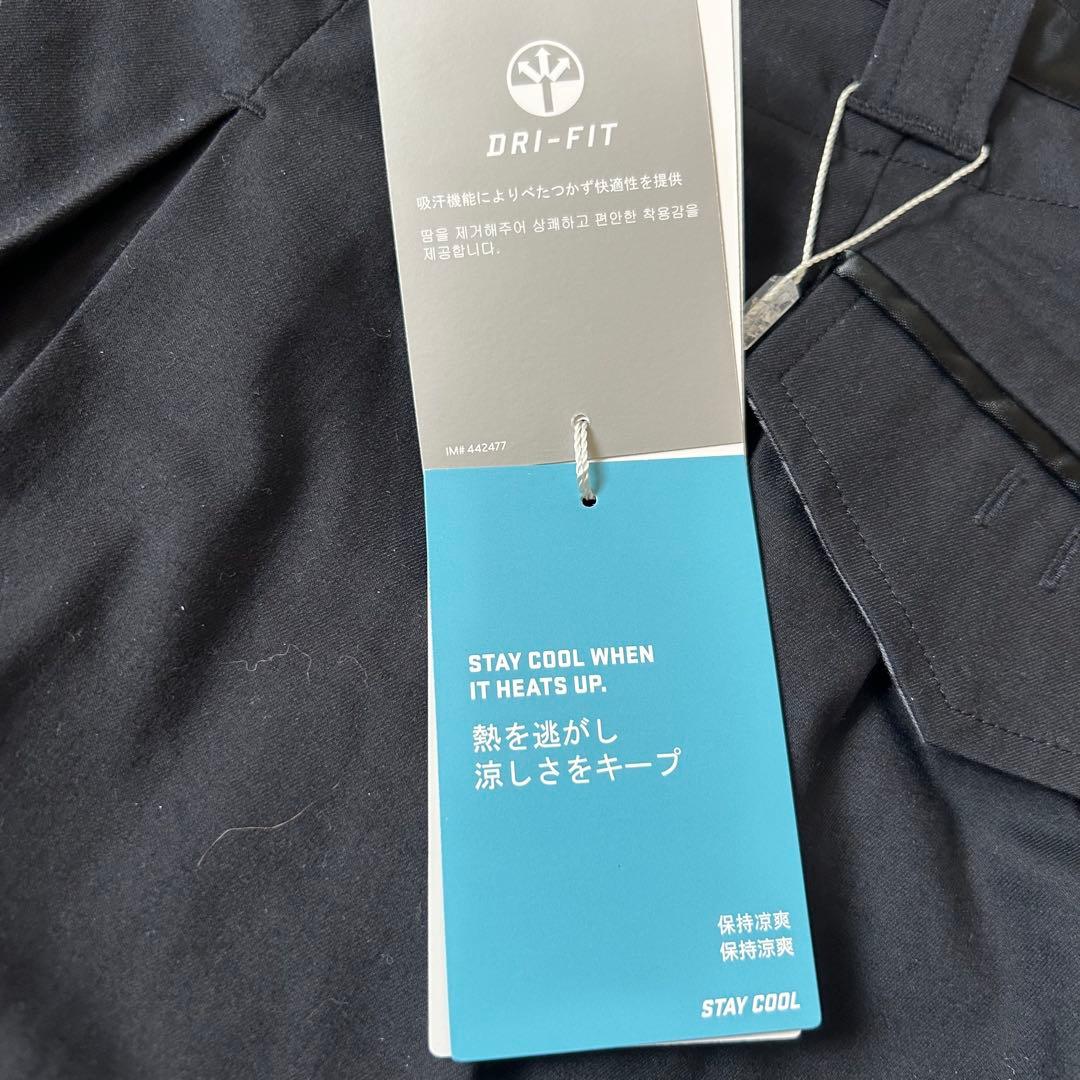 DRI-FIT
吸汗機能によりべたつかず快適性を提供
땀을 제거해주어 상쾌하고 편안한 착용감을
제공합니다.
IM# 442477
STAY COOL WHEN
IT HEATS UP.
熱を逃がし
涼しさをキープ
保持凉爽
保持涼爽
STAY COOL